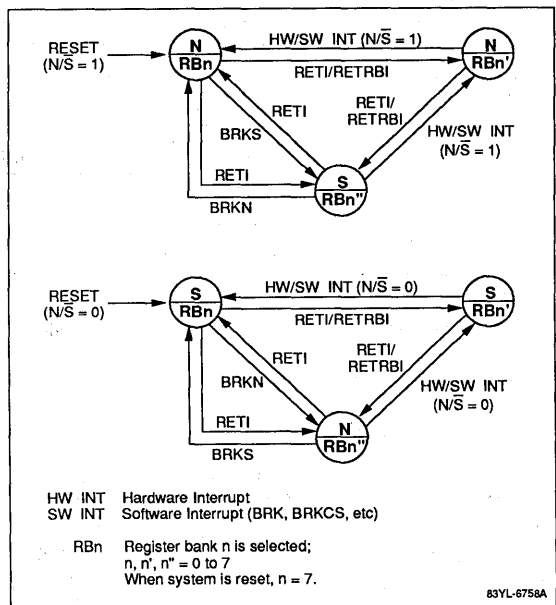 RESET
(N/S̅ = 1)
N
RBn
HW/SW INT (N/S̅ = 1)
RETI/RETRBI
N
RBn'
RETI
BRKS
RETI/
RETRBI
HW/SW INT
(N/S̅ = 1)
RETI
BRKN
S
RBn"
RESET
(N/S̅ = 0)
S
RBn
HW/SW INT (N/S̅ = 0)
RETI/RETRBI
S
RBn'
RETI
BRKN
RETI/
RETRBI
HW/SW INT
(N/S̅ = 0)
RETI
BRKS
N
RBn"
HW INT Hardware Interrupt
SW INT Software Interrupt (BRK, BRKCS, etc)
RBn Register bank n is selected;
n, n', n" = 0 to 7
When system is reset, n = 7.
83YL-6758A